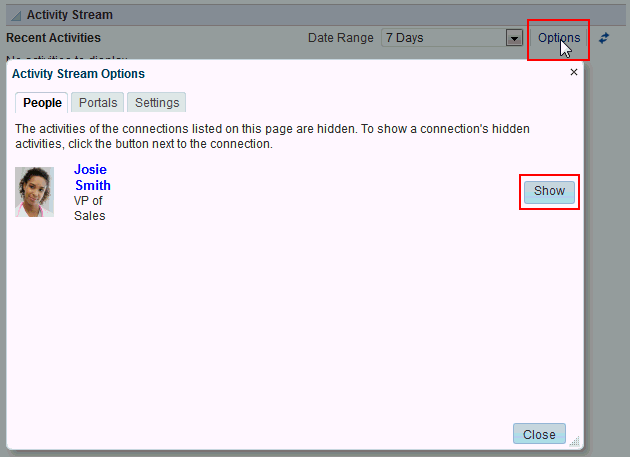 Activity Stream
Recent Activities Date Range 7 Days Options
No activities to display
Activity Stream Options
People Portals Settings
The activities of the connections listed on this page are hidden. To show a connection's hidden
activities, click the button next to the connection.
Josie
Smith
VP of
Sales
Show
Close